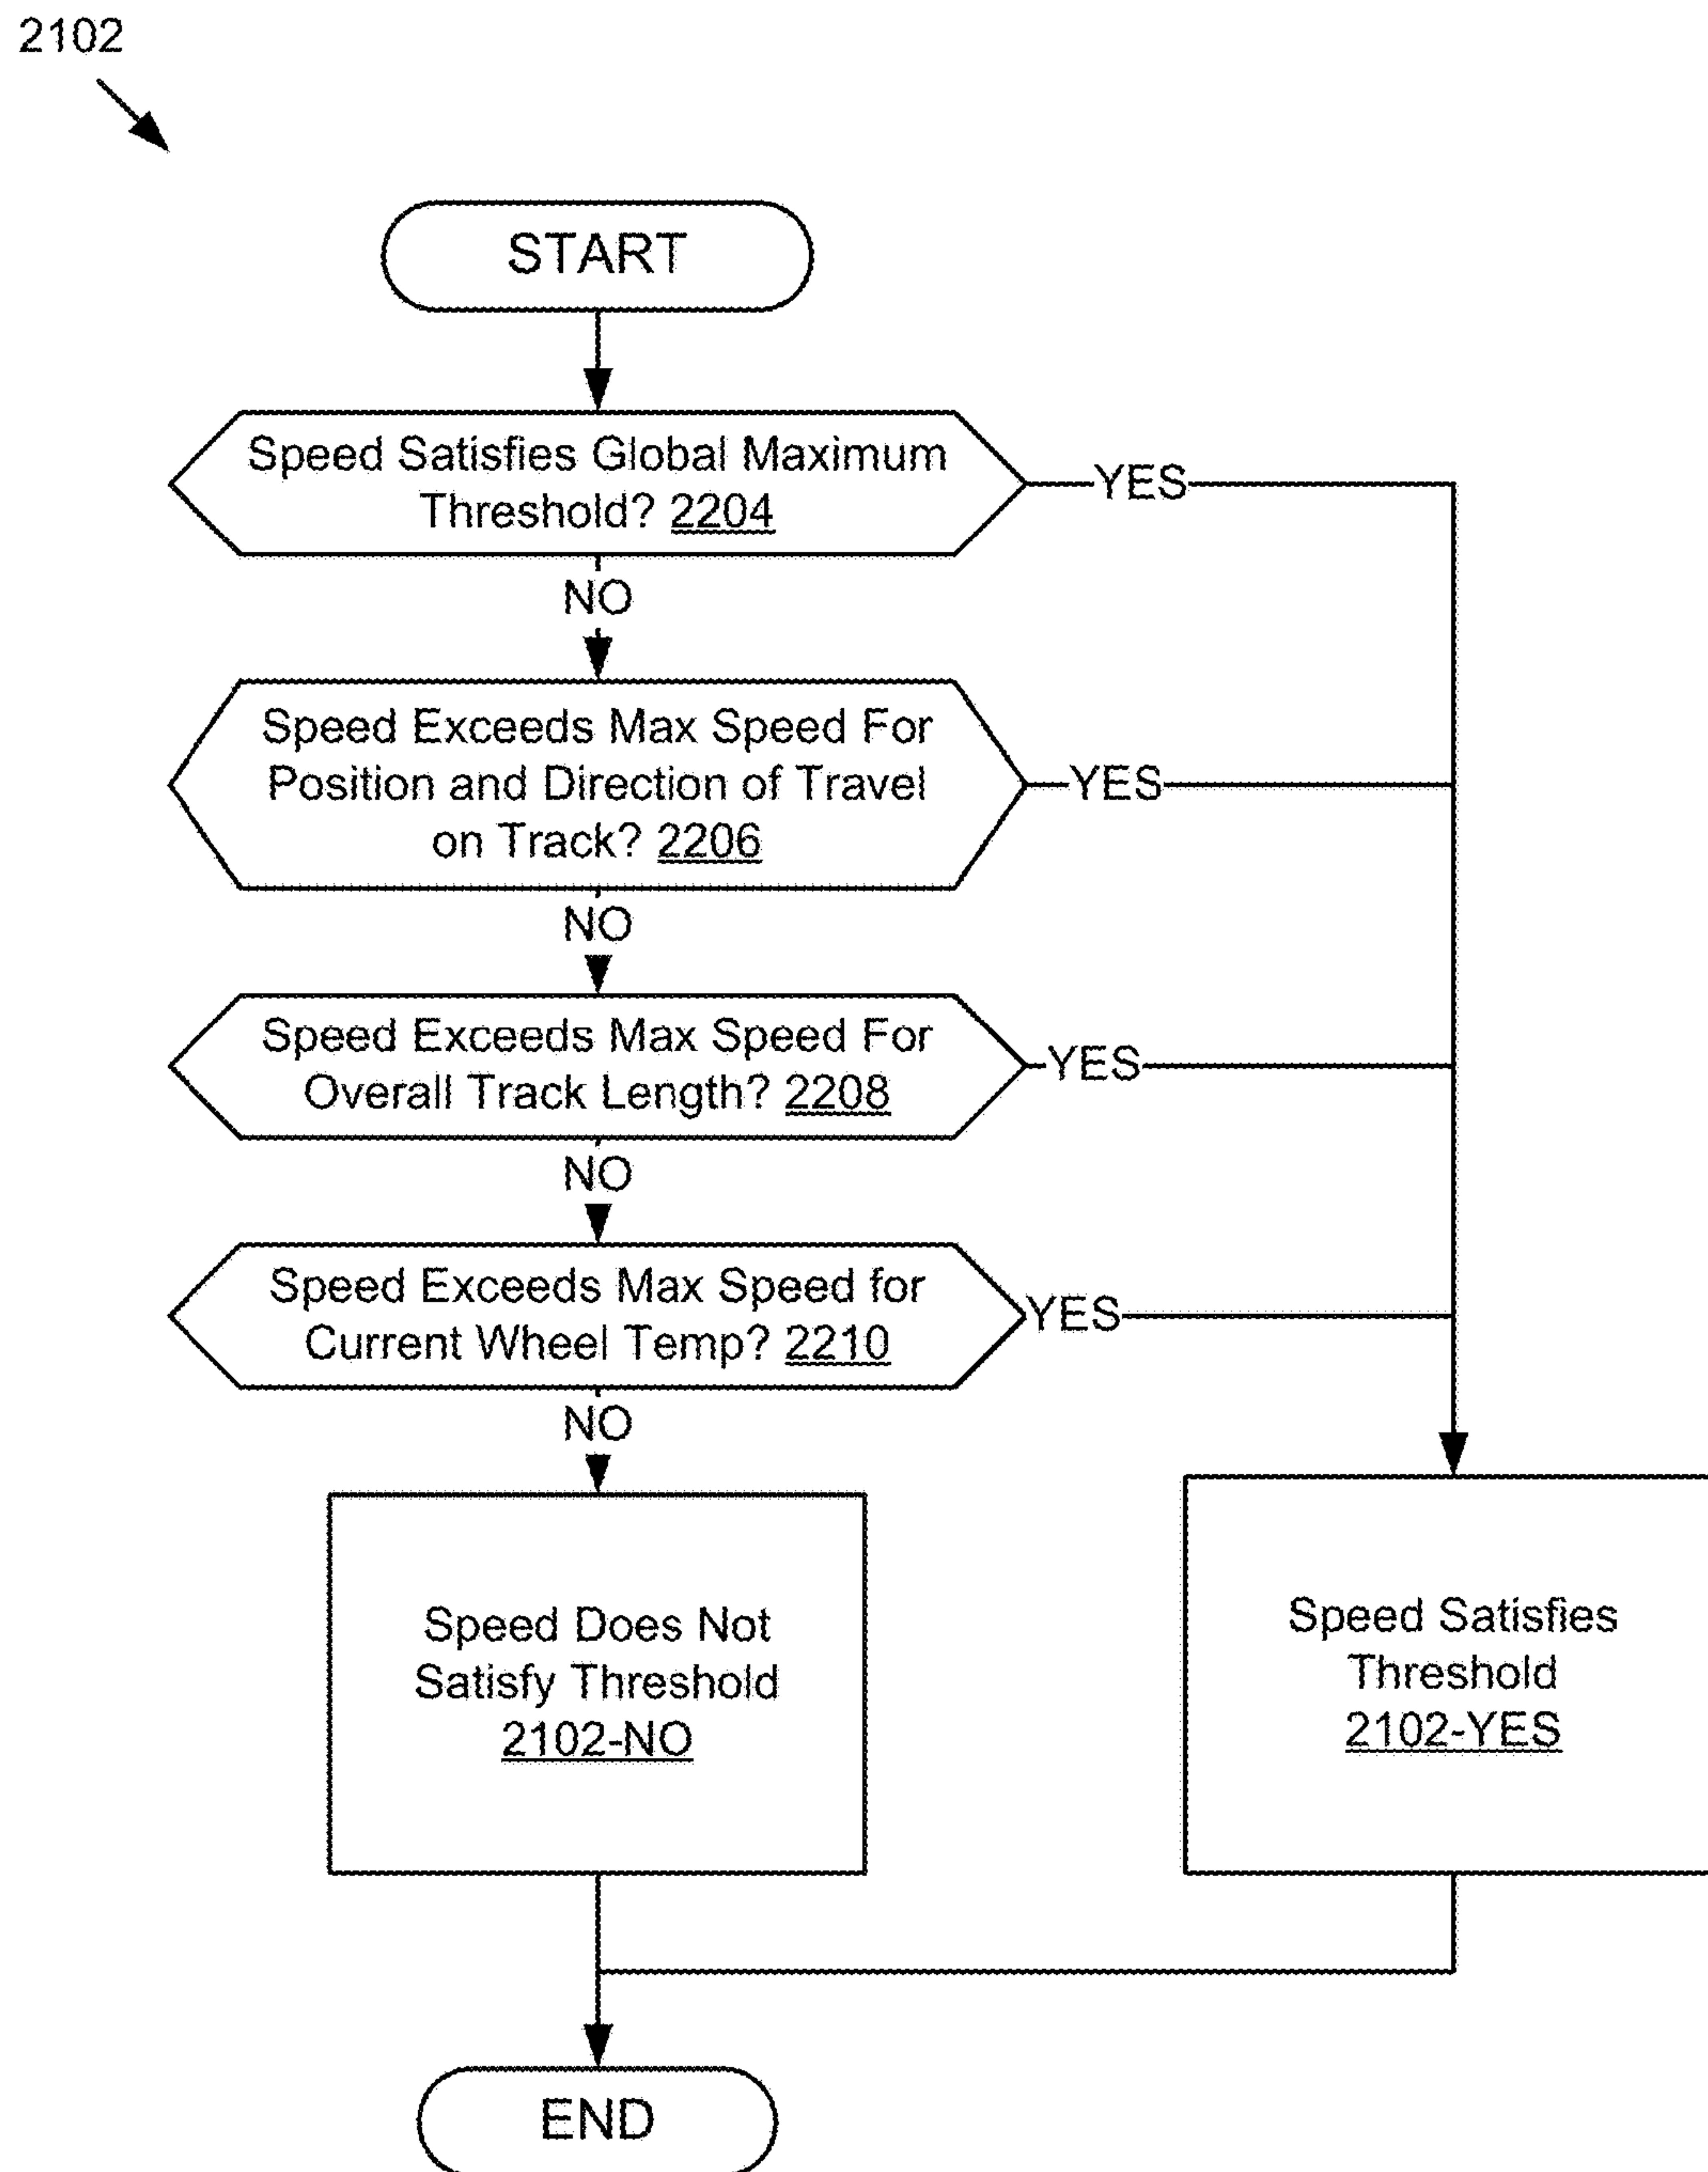 2102
START
Speed Satisfies Global Maximum
Threshold? 2204
YES
NO
Speed Exceeds Max Speed For
Position and Direction of Travel
on Track? 2206
YES
NO
Speed Exceeds Max Speed For
Overall Track Length? 2208
YES
NO
Speed Exceeds Max Speed for
Current Wheel Temp? 2210
YES
NO
Speed Does Not
Satisfy Threshold
2102-NO
Speed Satisfies
Threshold
2102-YES
END